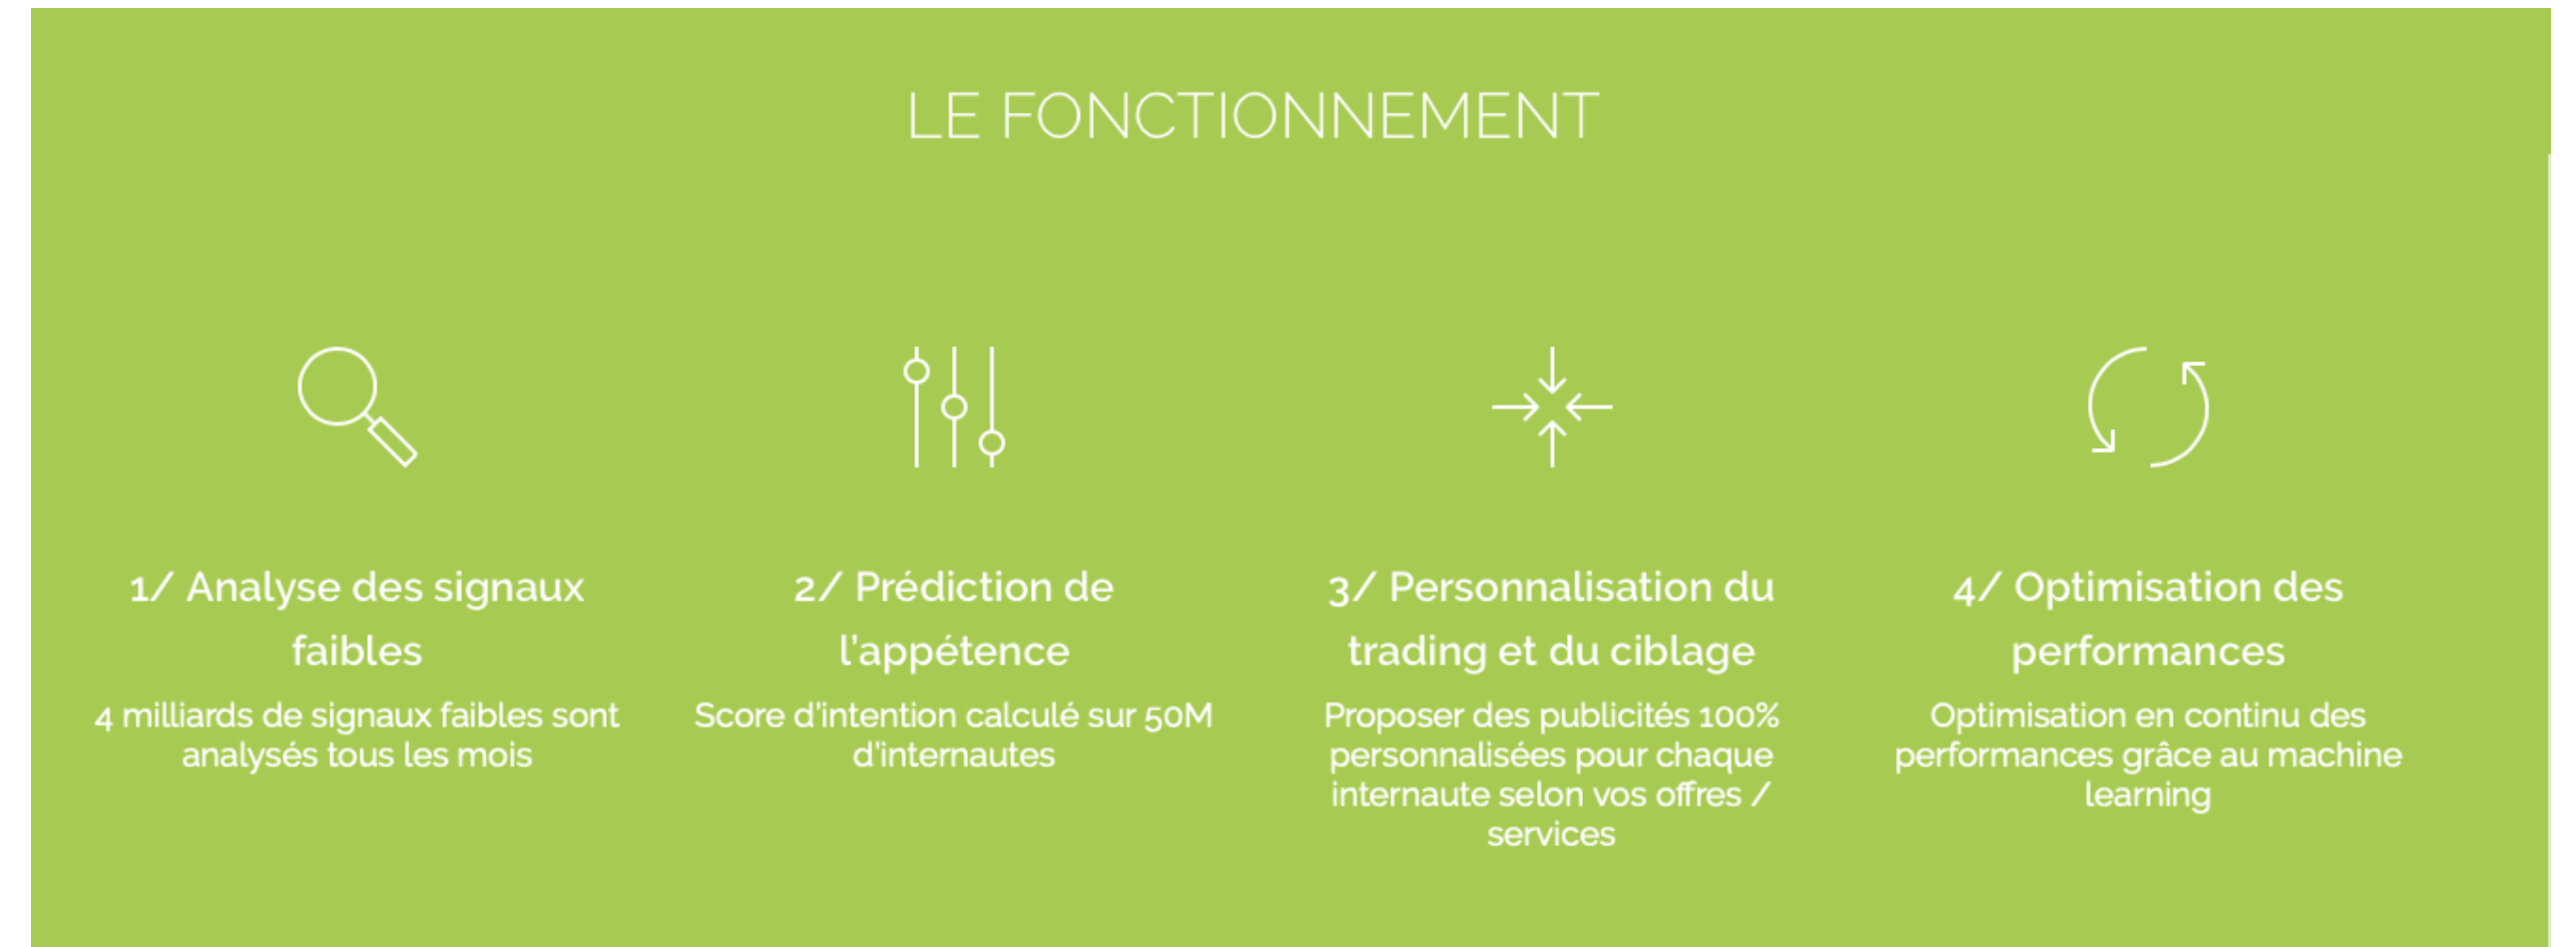 LE FONCTIONNEMENT
1/ Analyse des signaux
faibles
4 milliards de signaux faibles sont
analysés tous les mois
2/ Prédiction de
l'appétence
Score d'intention calculé sur 50M
d'internautes
3/ Personnalisation du
trading et du ciblage
Proposer des publicités 100%
personnalisées pour chaque
internaute selon vos offres /
services
4/ Optimisation des
performances
Optimisation en continu des
performances grâce au machine
learning